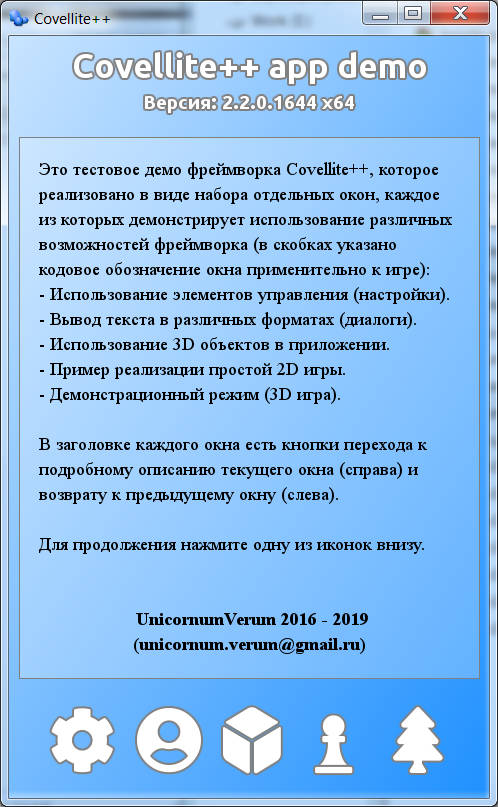 Covellite++
Covellite++ app demo
Версия: 2.2.0.1644 x64
Это тестовое демо фреймворка Covellite++, которое
реализовано в виде набора отдельных окон, каждое
из которых демонстрирует использование различных
возможностей фреймворка (в скобках указано
кодовое обозначение окна применительно к игре):
- Использование элементов управления (настройки).
- Вывод текста в различных форматах (диалоги).
- Использование 3D объектов в приложении.
- Пример реализации простой 2D игры.
- Демонстрационный режим (3D игра).
В заголовке каждого окна есть кнопки перехода к
подробному описанию текущего окна (справа) и
возврату к предыдущему окну (слева).
Для продолжения нажмите одну из иконок внизу.
UnicornumVerum 2016 - 2019
(unicornum.verum@gmail.ru)